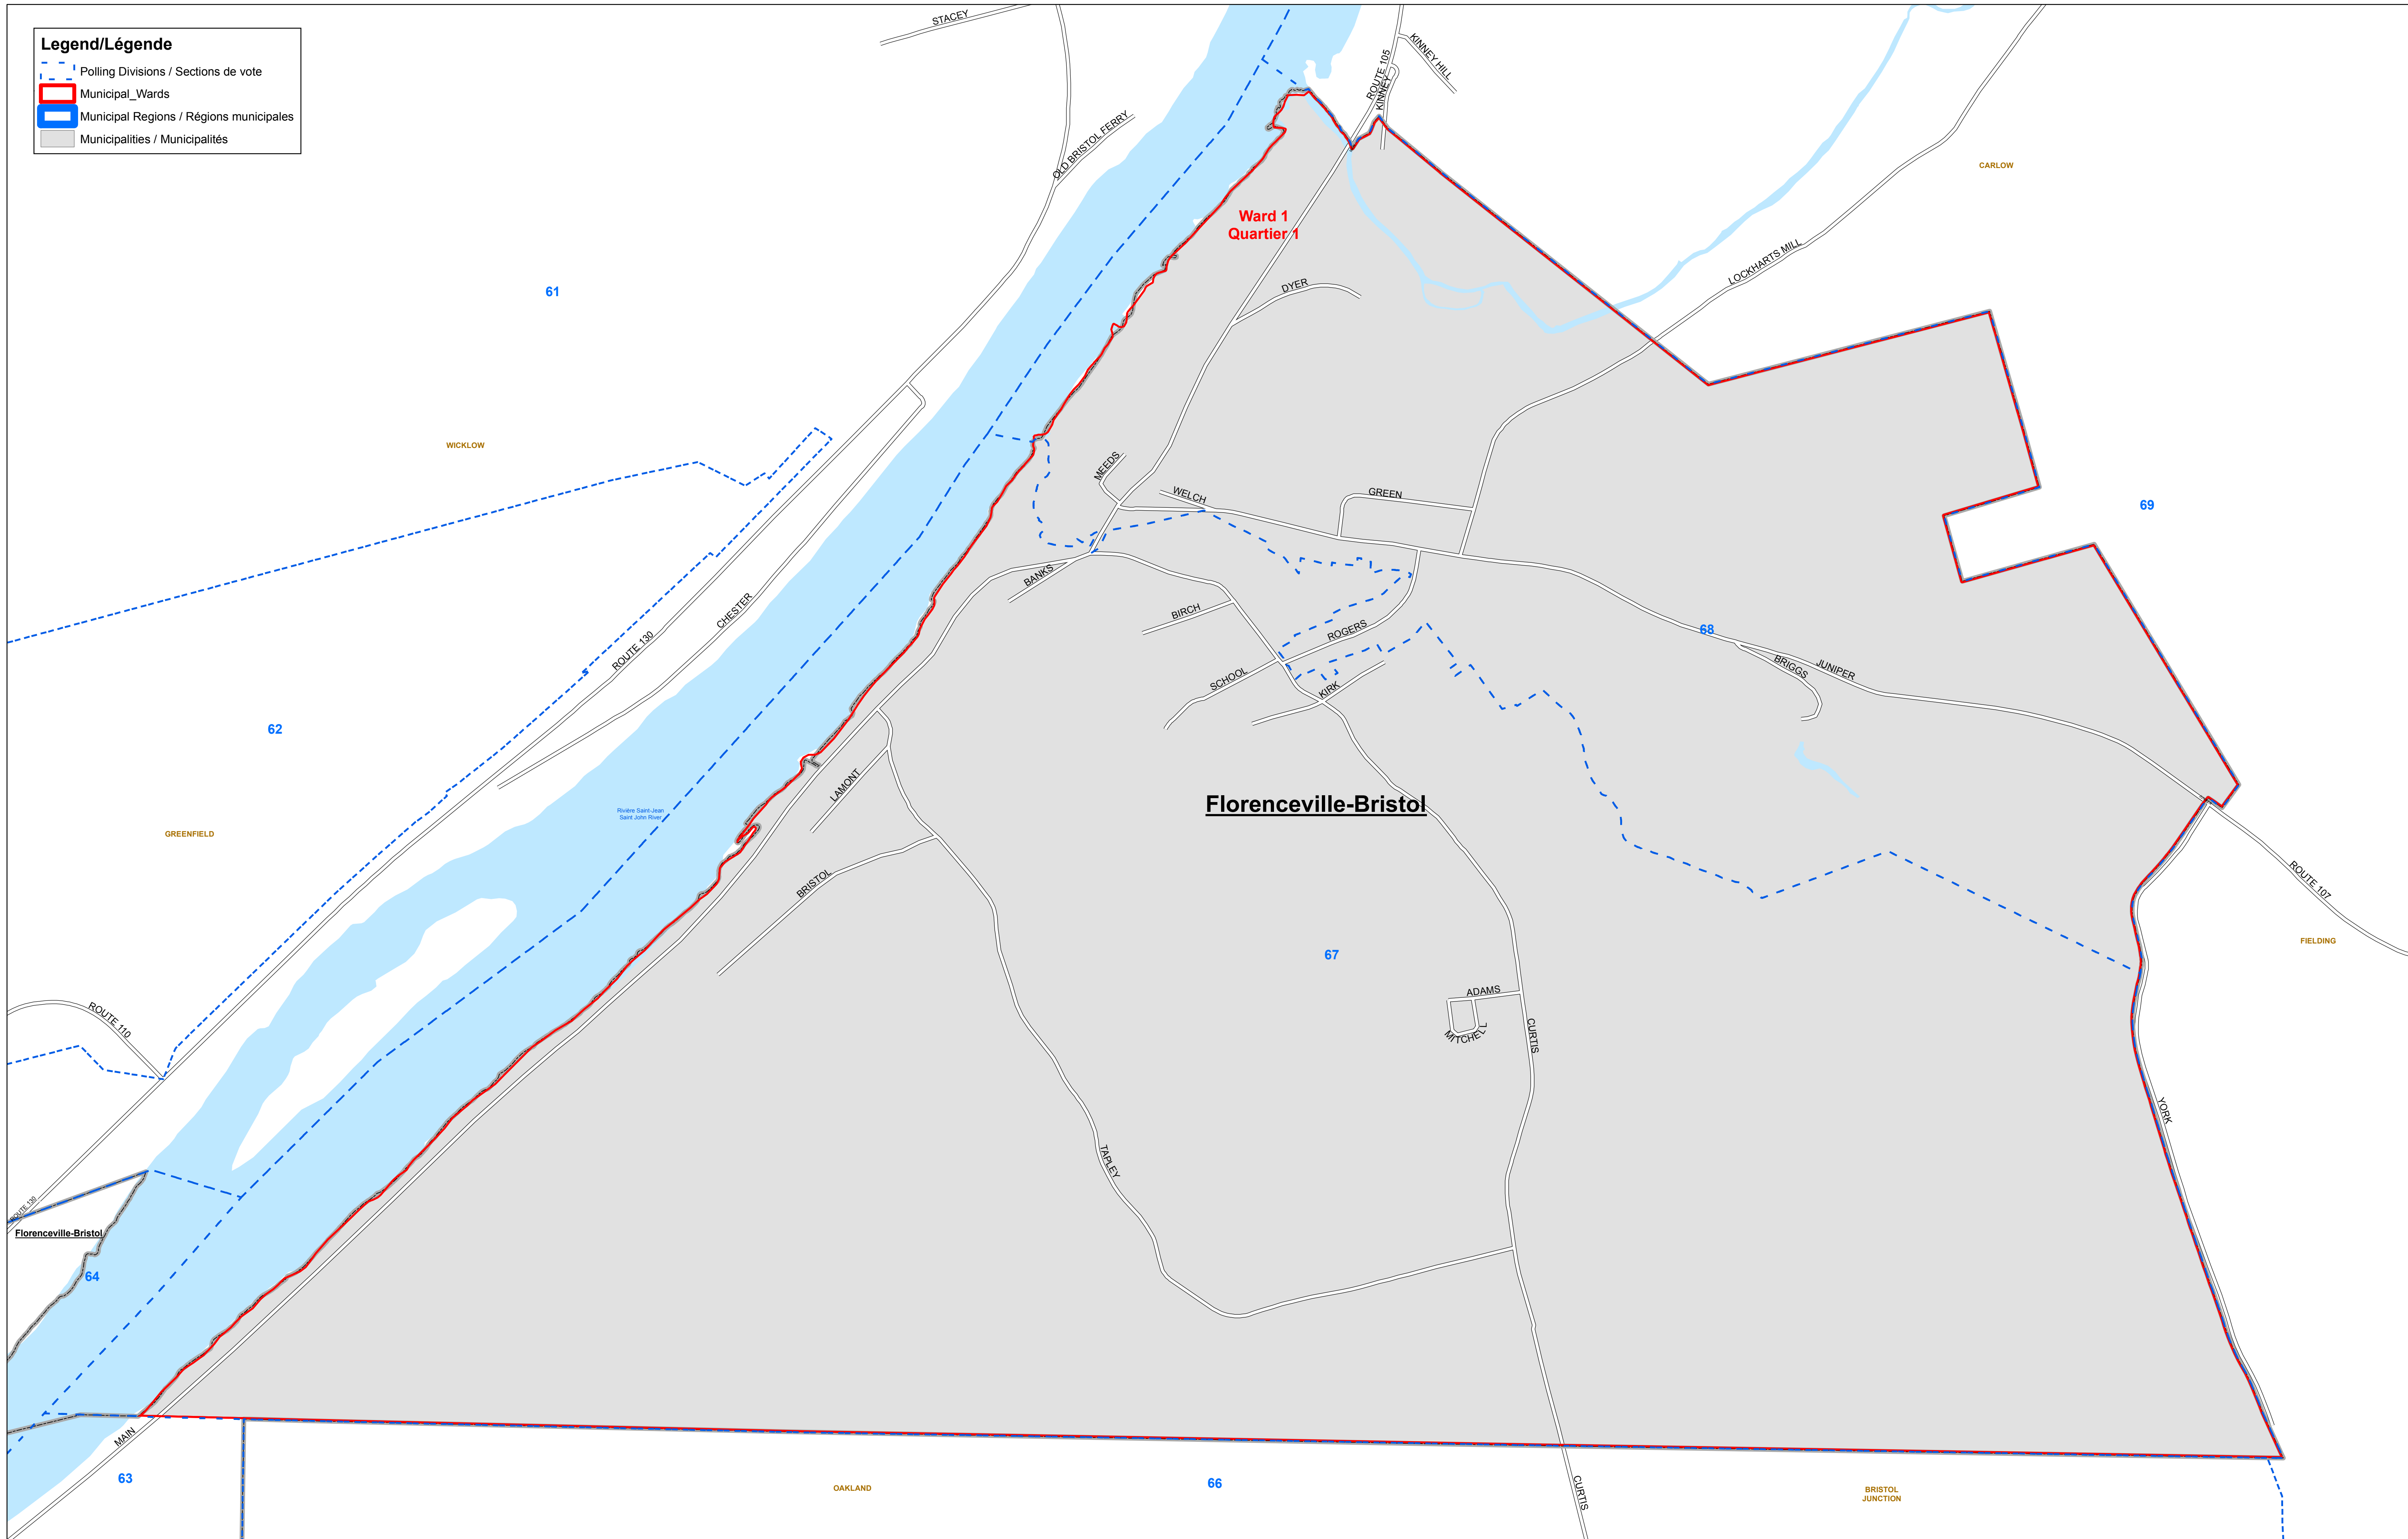 Legend/Légende
Polling Divisions / Sections de vote
Municipal_Wards
Municipal Regions / Régions municipales
Municipalities / Municipalités
STACEY
ROUTE 105
KINNEY HILL
KINNEY
OLD BRISTOL FERRY
CARLOW
Ward 1
Quartier 1
LOCKHARTS MILL
DYER
61
WICKLOW
MEEDS
WELCH
GREEN
69
BANKS
BIRCH
CHESTER
ROUTE 130
ROGERS
68
JUNIPER
BRIGGS
SCHOOL
KIRK
62
LAMONT
Florenceville-Bristol
Rivière Saint-Jean
Saint John River
GREENFIELD
BRISTOL
ROUTE 107
FIELDING
67
ADAMS
MITCHELL
CURTIS
ROUTE 110
YORK
TAPLEY
ROUTE 130
Florenceville-Bristol
64
MAIN
63
OAKLAND
66
CURTIS
BRISTOL
JUNCTION